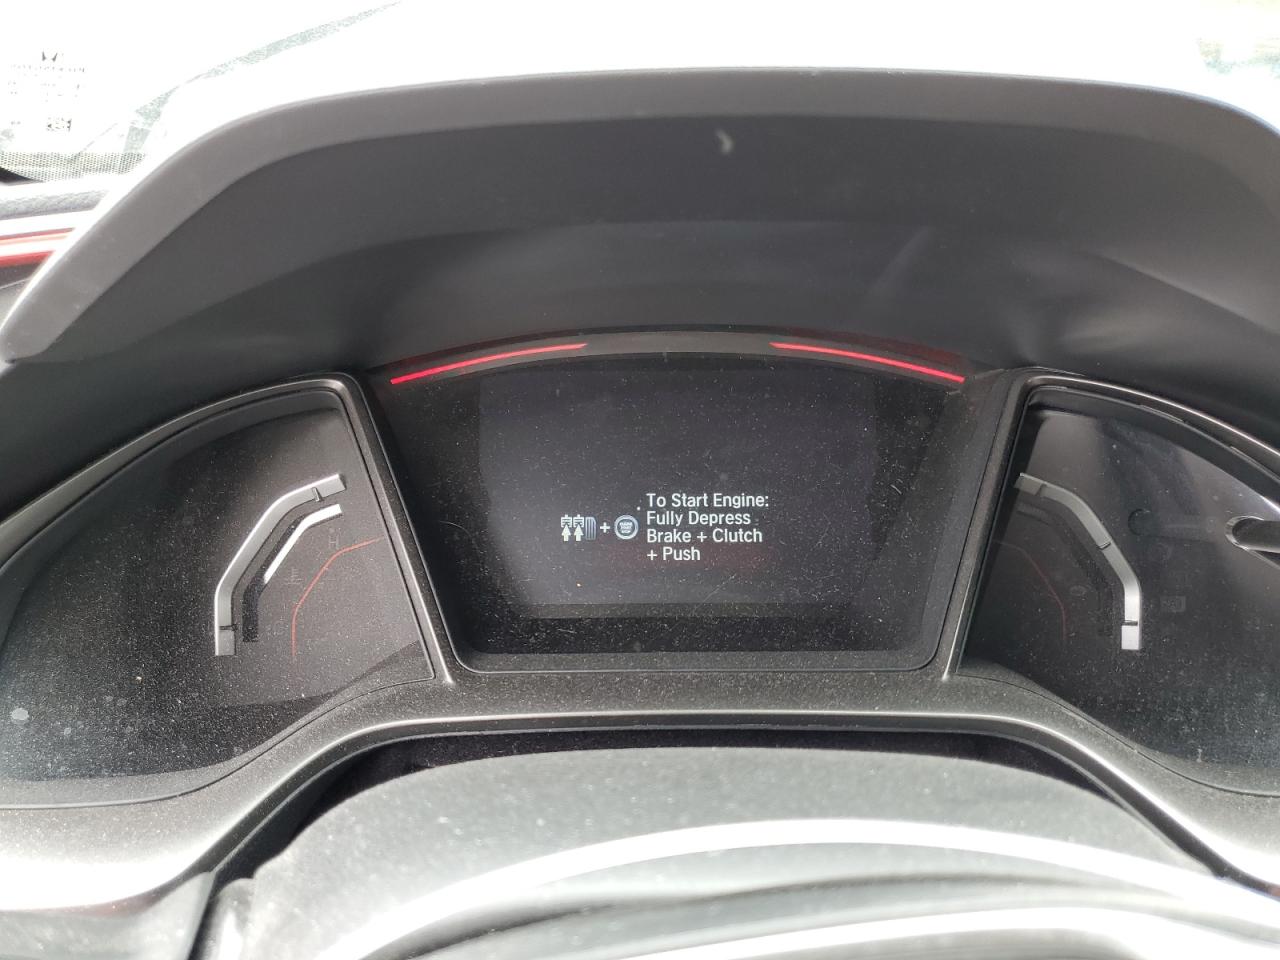 To Start Engine:
Fully Depress
Brake + Clutch
+ Push
H